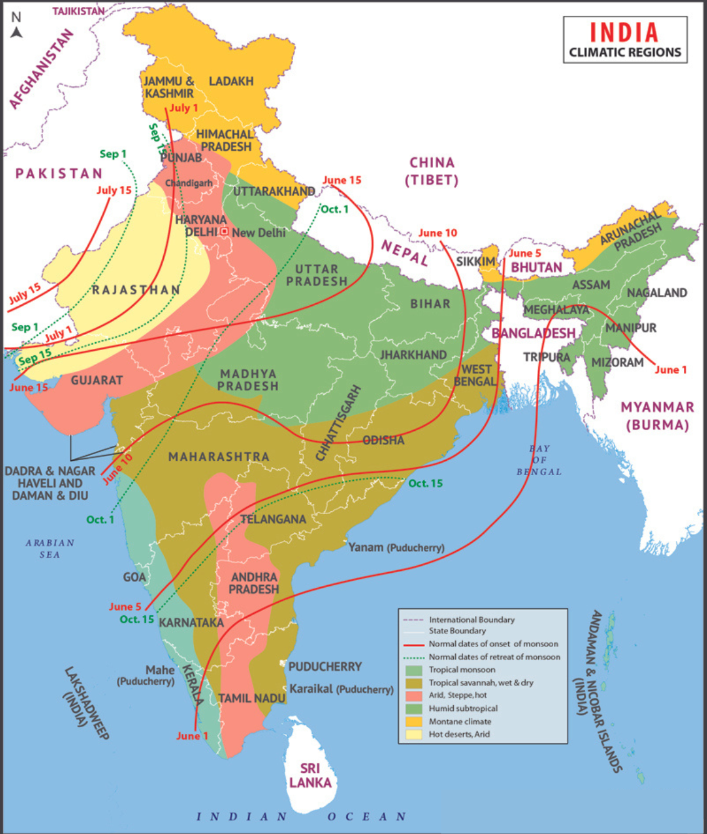 N
TAJIKISTAN
AFGHANISTAN
INDIA
CLIMATIC REGIONS
JAMMU &
KASHMIR
LADAKH
July 1
Sep 15
HIMACHAL
PRADESH
Sep 1
PUNJAB
PAKISTAN
CHINA
(TIBET)
July 15
Chandigarh
June 15
UTTARAKHAND
Oct. 1
HARYANA
DELHI
New Delhi
NEPAL
June 10
ARUNACHAL
PRADESH
SIKKIM
June 5
BHUTAN
RAJASTHAN
UTTAR
PRADESH
ASSAM
NAGALAND
July 15
BIHAR
MEGHALAYA
Sep 1
July 1
BANGLADESH
MANIPUR
Sep 15
JHARKHAND
TRIPURA
MIZORAM
June 15
GUJARAT
MADHYA
PRADESH
WEST
BENGAL
June 1
CHHATTISGARH
MYANMAR
(BURMA)
ODISHA
MAHARASHTRA
BAY
OF
BENGAL
DADRA & NAGAR
HAVELI AND
DAMAN & DIU
June 10
Oct. 15
Oct. 1
TELANGANA
ARABIAN
SEA
Yanam (Puducherry)
GOA
ANDHRA
PRADESH
June 5
Oct. 15
KARNATAKA
International Boundary
State Boundary
Normal dates of onset of monsoon
Normal dates of retreat of monsoon
Tropical monsoon
Tropical savannah, wet & dry
Arid, Steppe, hot
Humid subtropical
Montane climate
Hot deserts, Arid
ANDAMAN & NICOBAR ISLANDS
(INDIA)
LAKSHADWEEP
(INDIA)
Mahe
(Puducherry)
KERALA
PUDUCHERRY
Karaikal (Puducherry)
TAMIL NADU
June 1
SRI
LANKA
INDIAN OCEAN